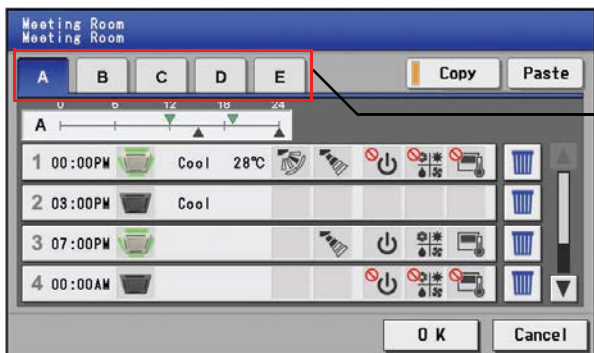 Meeting Room
Meeting Room
A B C D E Copy Paste
0 6 12 18 24
A
1 00:00PM Cool 28℃
2 03:00PM Cool
3 07:00PM
4 00:00AM
O K Cancel